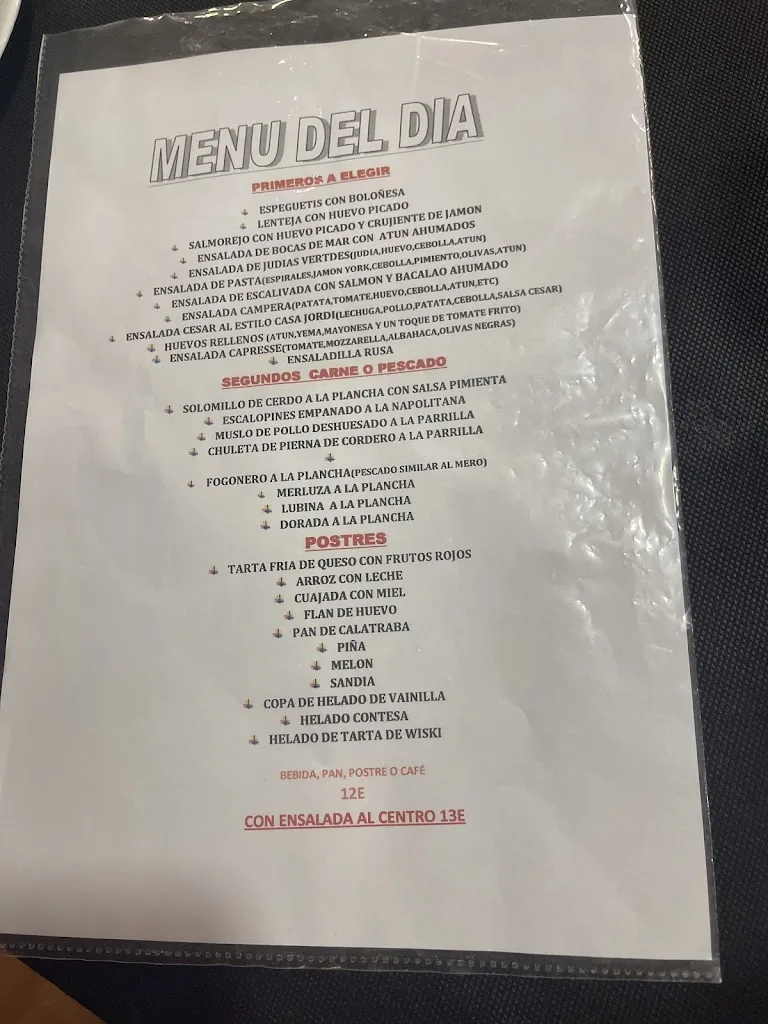 MENU DEL DIA
PRIMEROS A ELEGIR
ESPEGUETIS CON BOLOÑESA
LENTEJA CON HUEVO PICADO
SALMOREJO CON HUEVO PICADO Y CRUJIENTE DE JAMON
ENSALADA DE BOCAS DE MAR CON ATUN AHUMADOS
ENSALADA DE JUDIAS VERTDES(JUDIA,HUEVO,CEBOLLA,ATUN)
ENSALADA DE PASTA(ESPIRALES,JAMON YORK,CEBOLLA,PIMIENTO,OLIVAS,ATUN)
ENSALADA DE ESCALIVADA CON SALMON Y BACALAO AHUMADO
ENSALADA CAMPERA(PATATA,TOMATE,HUEVO,CEBOLLA,ATUN,ETC)
ENSALADA CESAR AL ESTILO CASA JORDI(LECHUGA,POLLO,PATATA,CEBOLLA,SALSA CESAR)
HUEVOS RELLENOS (ATUN,YEMA,MAYONESA Y UN TOQUE DE TOMATE FRITO)
ENSALADA CAPRESSE(TOMATE,MOZZARELLA,ALBAHACA,OLIVAS NEGRAS)
ENSALADILLA RUSA
SEGUNDOS CARNE O PESCADO
SOLOMILLO DE CERDO A LA PLANCHA CON SALSA PIMIENTA
ESCALOPINES EMPANADO A LA NAPOLITANA
MUSLO DE POLLO DESHUESADO A LA PARRILLA
CHULETA DE PIERNA DE CORDERO A LA PARRILLA
FOGONERO A LA PLANCHA(PESCADO SIMILAR AL MERO)
MERLUZA A LA PLANCHA
LUBINA A LA PLANCHA
DORADA A LA PLANCHA
POSTRES
TARTA FRIA DE QUESO CON FRUTOS ROJOS
ARROZ CON LECHE
CUAJADA CON MIEL
FLAN DE HUEVO
PAN DE CALATRABA
PIÑA
MELON
SANDIA
COPA DE HELADO DE VAINILLA
HELADO CONTESA
HELADO DE TARTA DE WISKI
BEBIDA, PAN, POSTRE O CAFÉ
12E
CON ENSALADA AL CENTRO 13E